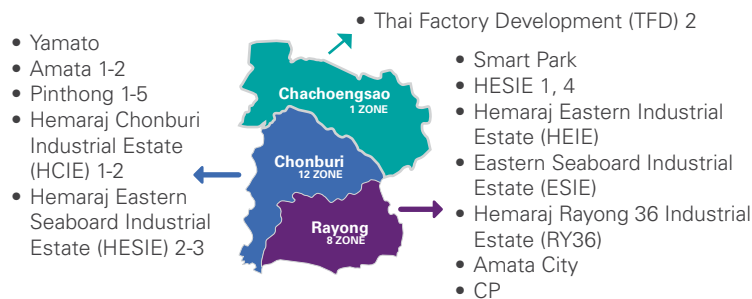 • Thai Factory Development (TFD) 2
• Yamato
• Amata 1-2
• Pinthong 1-5
• Hemaraj Chonburi
Industrial Estate
(HCIE) 1-2
• Hemaraj Eastern
Seaboard Industrial
Estate (HESIE) 2-3
Chachoengsao
1 ZONE
Chonburi
12 ZONE
Rayong
8 ZONE
• Smart Park
• HESIE 1, 4
• Hemaraj Eastern Industrial
Estate (HEIE)
• Eastern Seaboard Industrial
Estate (ESIE)
• Hemaraj Rayong 36 Industrial
Estate (RY36)
• Amata City
• CP